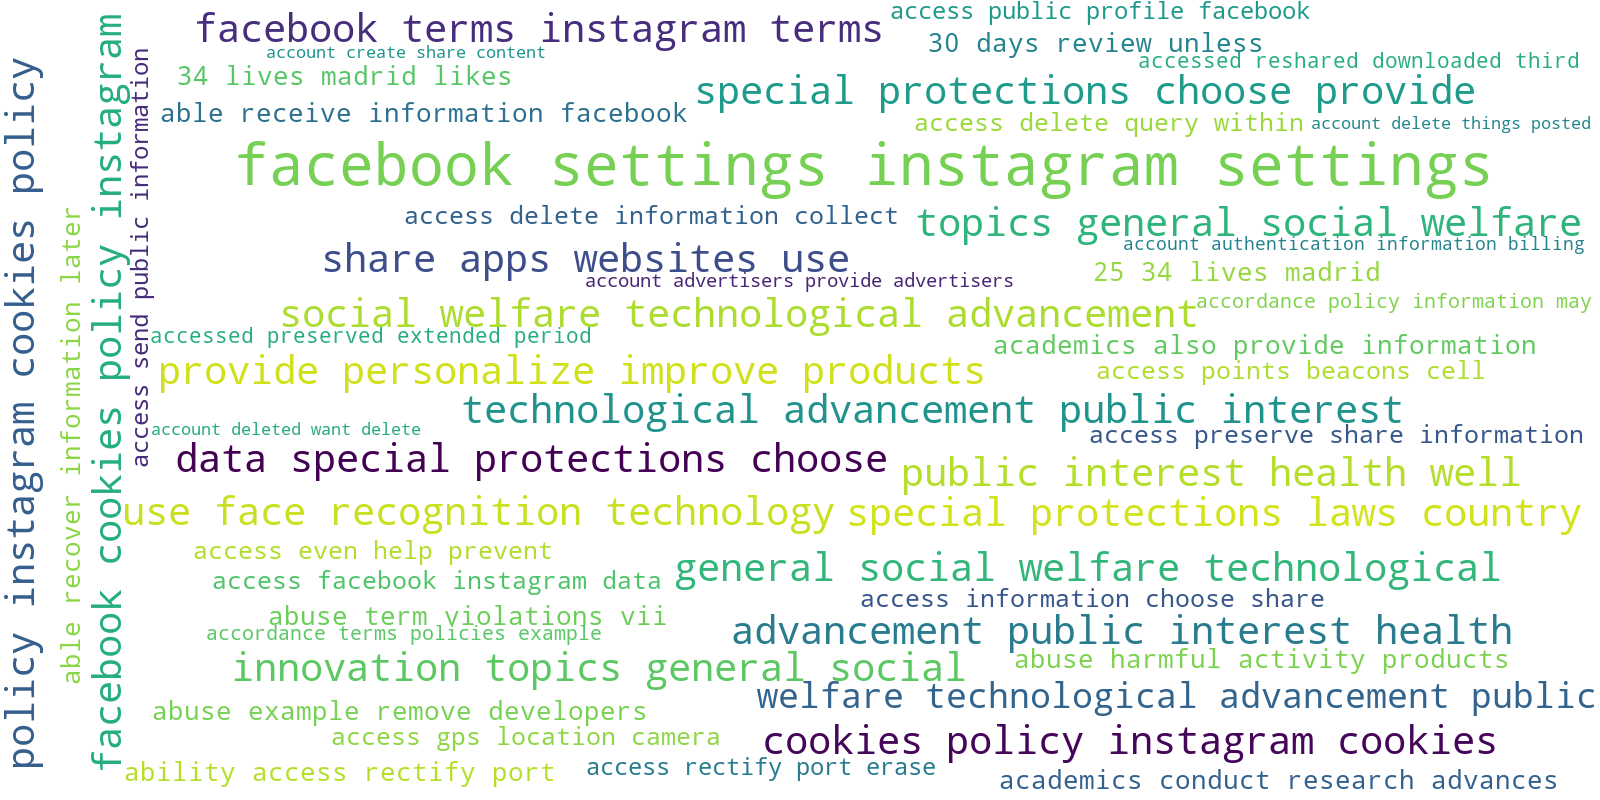 policy instagram cookies policy
able recover information later
facebook cookies policy instagram
access send public information
facebook terms instagram terms
access public profile facebook
account create share content
30 days review unless
34 lives madrid likes
accessed reshared downloaded third
special protections choose provide
able receive information facebook
access delete query within
account delete things posted
facebook settings instagram settings
access delete information collect
topics general social welfare
account authentication information billing
share apps websites use
25 34 lives madrid
account advertisers provide advertisers
accordance policy information may
social welfare technological advancement
accessed preserved extended period
academics also provide information
provide personalize improve products
access points beacons cell
technological advancement public interest
account deleted want delete
access preserve share information
data special protections choose
public interest health well
use face recognition technology
special protections laws country
access even help prevent
general social welfare technological
access facebook instagram data
access information choose share
abuse term violations vii
accordance terms policies example
advancement public interest health
innovation topics general social
abuse harmful activity products
welfare technological advancement public
abuse example remove developers
access gps location camera
cookies policy instagram cookies
ability access rectify port
access rectify port erase
academics conduct research advances